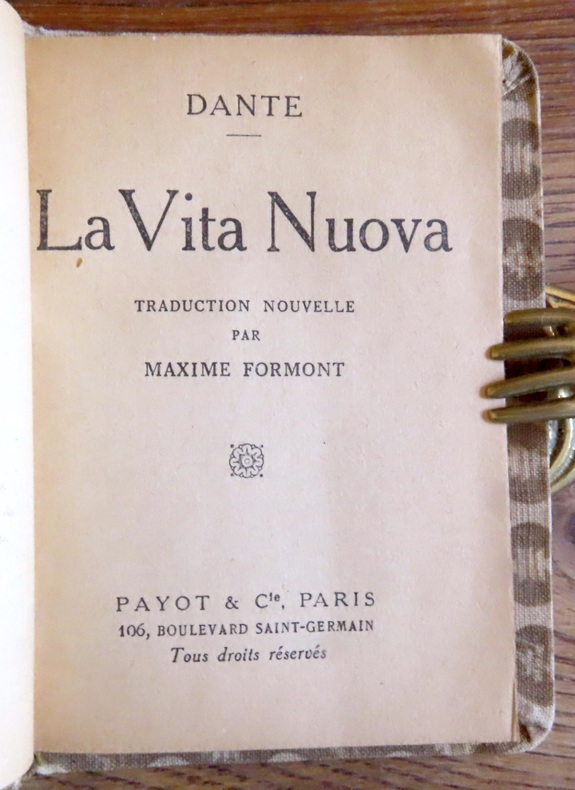 DANTE
La Vita Nuova
TRADUCTION NOUVELLE
PAR
MAXIME FORMONT
PAYOT & Cie, PARIS
106, BOULEVARD SAINT-GERMAIN
Tous droits réservés